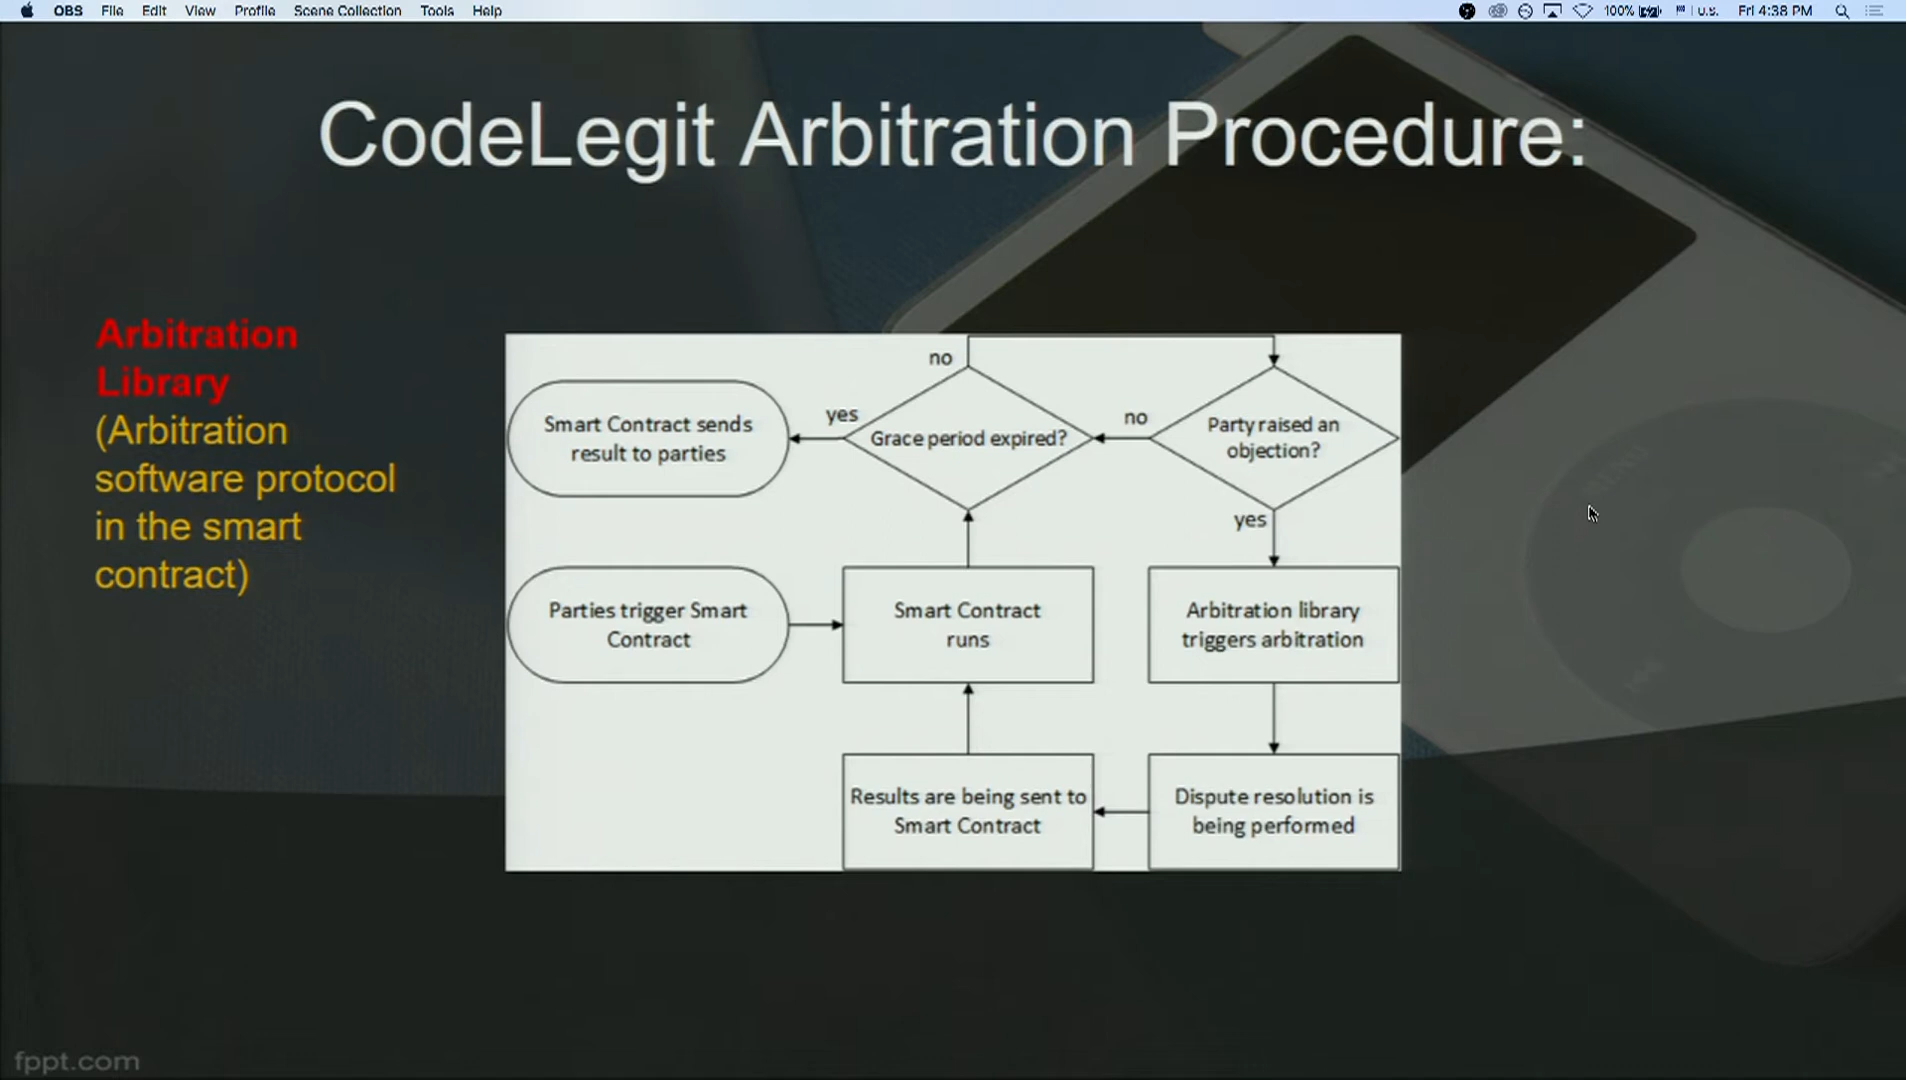 OBS File Edit View Profile Scene Collection Tools Help 100% U.S. Fri 4:38 PM
CodeLegit Arbitration Procedure:
Arbitration
Library
(Arbitration
software protocol
in the smart
contract)
no
Smart Contract sends
result to parties
yes
Grace period expired?
no
Party raised an
objection?
yes
Parties trigger Smart
Contract
Smart Contract
runs
Arbitration library
triggers arbitration
Results are being sent to
Smart Contract
Dispute resolution is
being performed
MENU
fppt.com